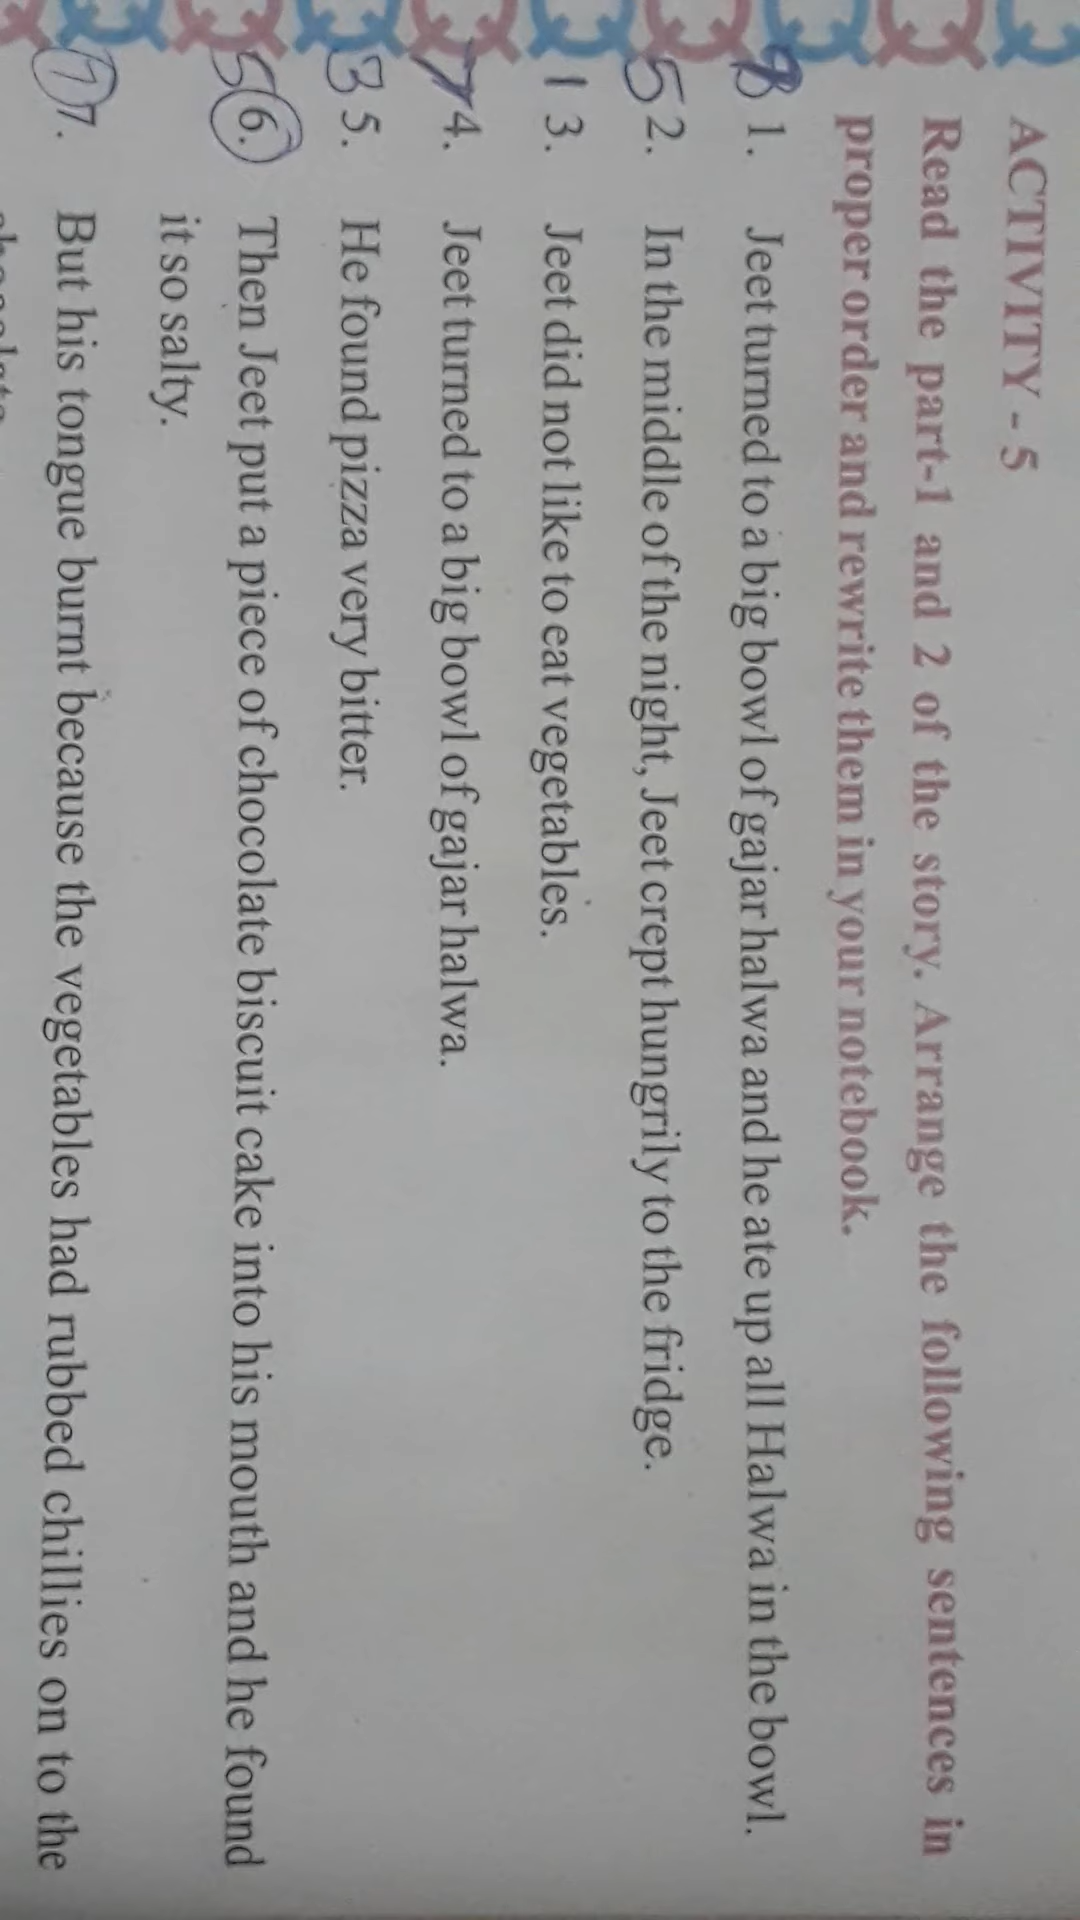 ACTIVITY - 5
Read the part-1 and 2 of the story. Arrange the following sentences in
proper order and rewrite them in your notebook.
8 1. Jeet turned to a big bowl of gajar halwa and he ate up all Halwa in the bowl.
5 2. In the middle of the night, Jeet crept hungrily to the fridge.
1 3. Jeet did not like to eat vegetables.
7 4. Jeet turned to a big bowl of gajar halwa.
3 5. He found pizza very bitter.
5 6. Then Jeet put a piece of chocolate biscuit cake into his mouth and he found
it so salty.
7 7. But his tongue burnt because the vegetables had rubbed chillies on to the